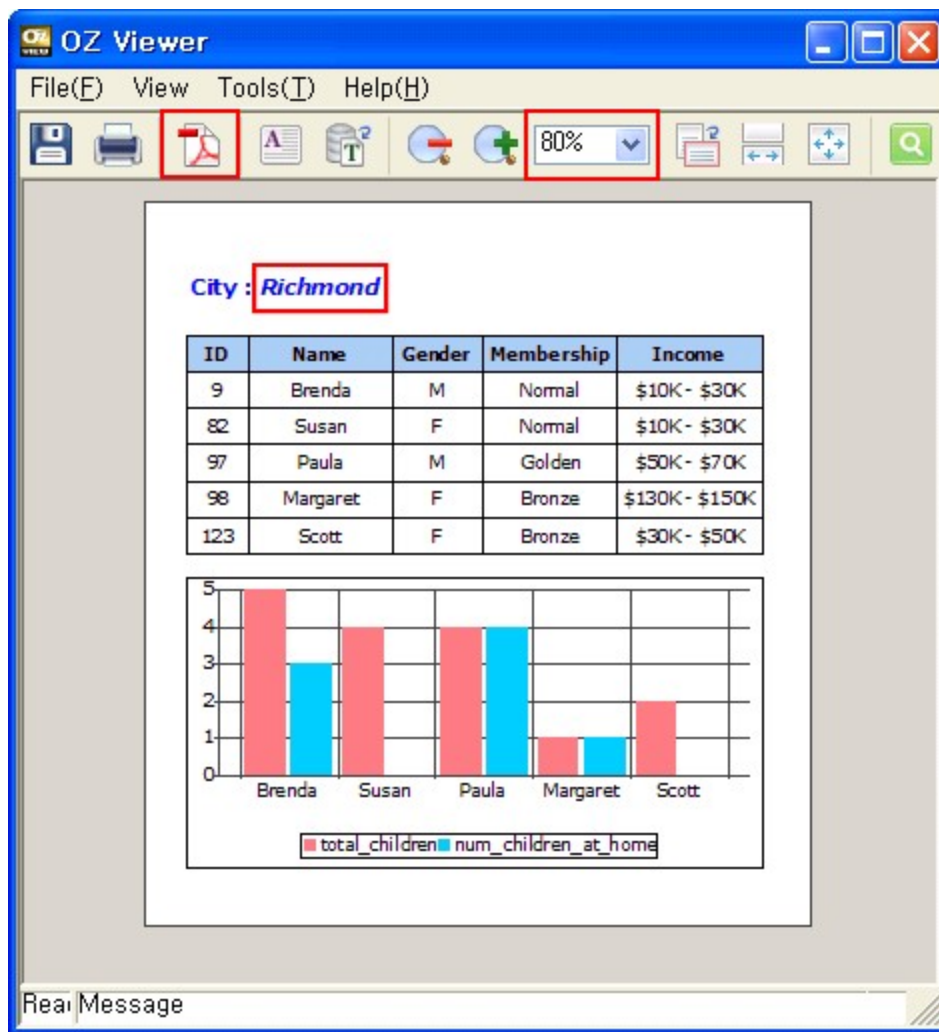 OZ Viewer
File(F) View Tools(T) Help(H)
80%
City : Richmond
ID Name Gender Membership Income
9 Brenda M Normal $10K - $30K
82 Susan F Normal $10K - $30K
97 Paula M Golden $50K - $70K
98 Margaret F Bronze $130K - $150K
123 Scott F Bronze $30K - $50K
5
4
3
2
1
0
Brenda Susan Paula Margaret Scott
total_children num_children_at_home
Message